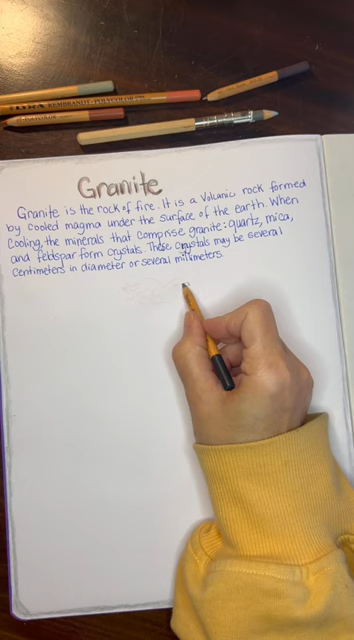 LYRA REMBRANDT-POLYCOLOR
POLYCOLOR
Granite
Granite is the rock of fire. It is a Volcanic rock formed
by cooled magma under the surface of the earth. When
cooling, the minerals that comprise granite: quartz, mica,
and feldspar form crystals. These crystals may be several
centimeters in diameter or several milimeters.